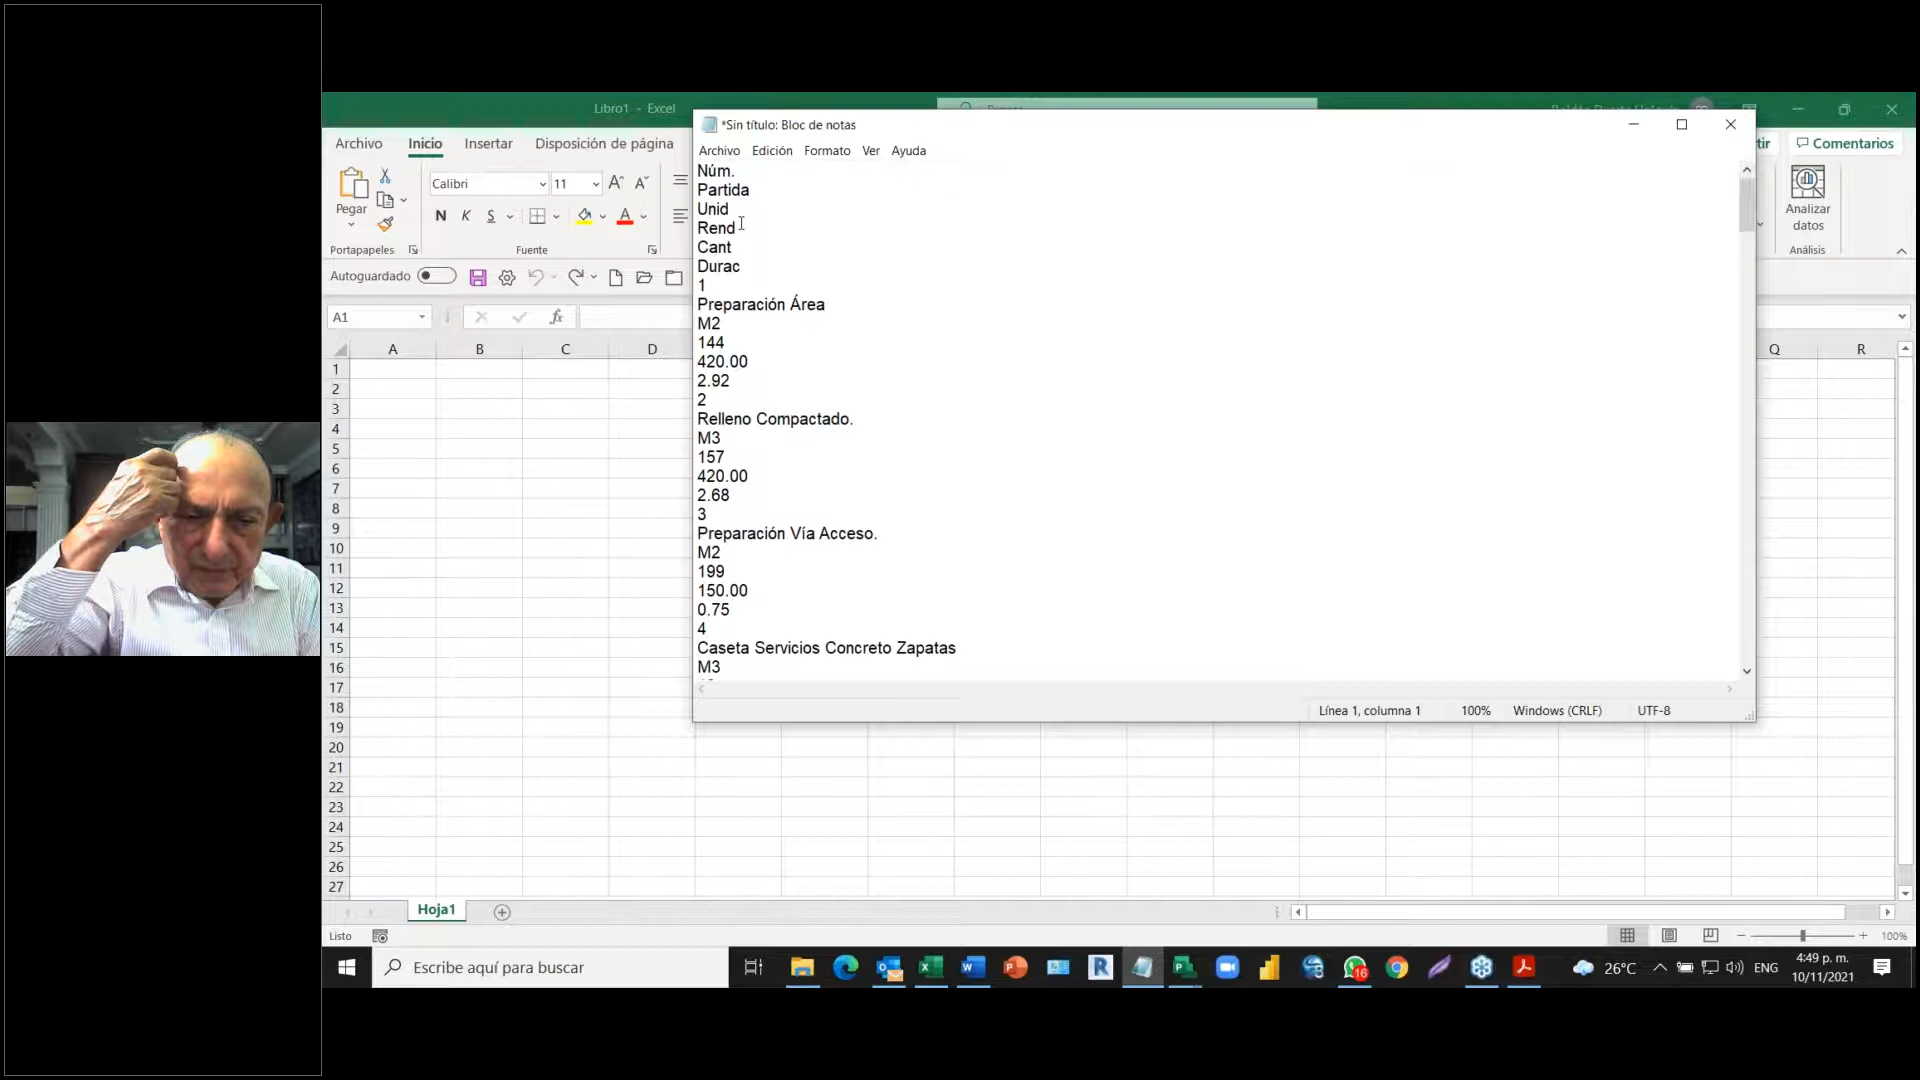 Libro1 - Excel
*Sin título: Bloc de notas
Archivo Inicio Insertar Disposición de página
Comentarios
Archivo Edición Formato Ver Ayuda
Calibri 11
Pegar
N K S
Analizar datos
Portapapeles Fuente Análisis
Autoguardado
A1 fx
A B C D Q R
1
2
3
4
5
6
7
8
9
10
11
12
13
14
15
16
17
18
19
20
21
22
23
24
25
26
27
Núm.
Partida
Unid
Rend
Cant
Durac
1
Preparación Área
M2
144
420.00
2.92
2
Relleno Compactado.
M3
157
420.00
2.68
3
Preparación Vía Acceso.
M2
199
150.00
0.75
4
Caseta Servicios Concreto Zapatas
M3
Línea 1, columna 1 100% Windows (CRLF) UTF-8
Hoja1
Listo 100%
Escribe aquí para buscar
16
26°C ENG
4:49 p. m.
10/11/2021